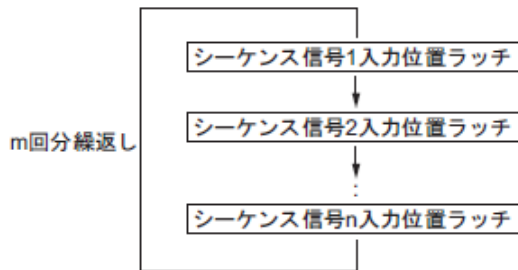 シーケンス信号1入力位置ラッチ
シーケンス信号2入力位置ラッチ
m回分繰返し
シーケンス信号n入力位置ラッチ